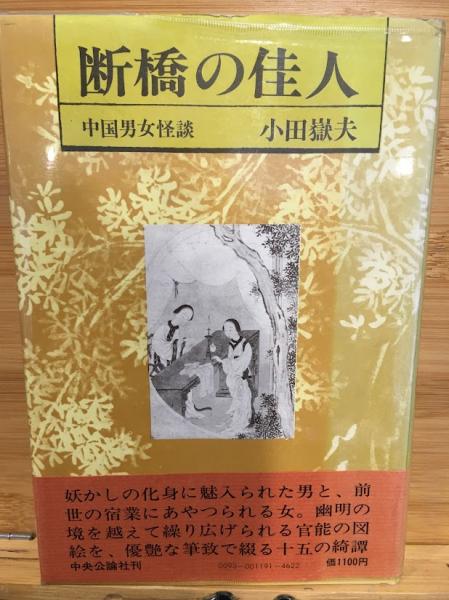 断橋の佳人
中国男女怪談 小田嶽夫
妖かしの化身に魅入られた男と、前
世の宿業にあやつられる女。幽明の
境を越えて繰り広げられる官能の図
絵を、優艶な筆致で綴る十五の綺譚
中央公論社刊 0093-001191-4622 価1100円